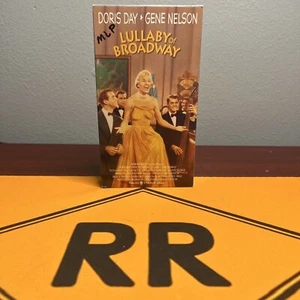 DORIS DAY • GENE NELSON
MLP
LULLABY of
BROADWAY
RR